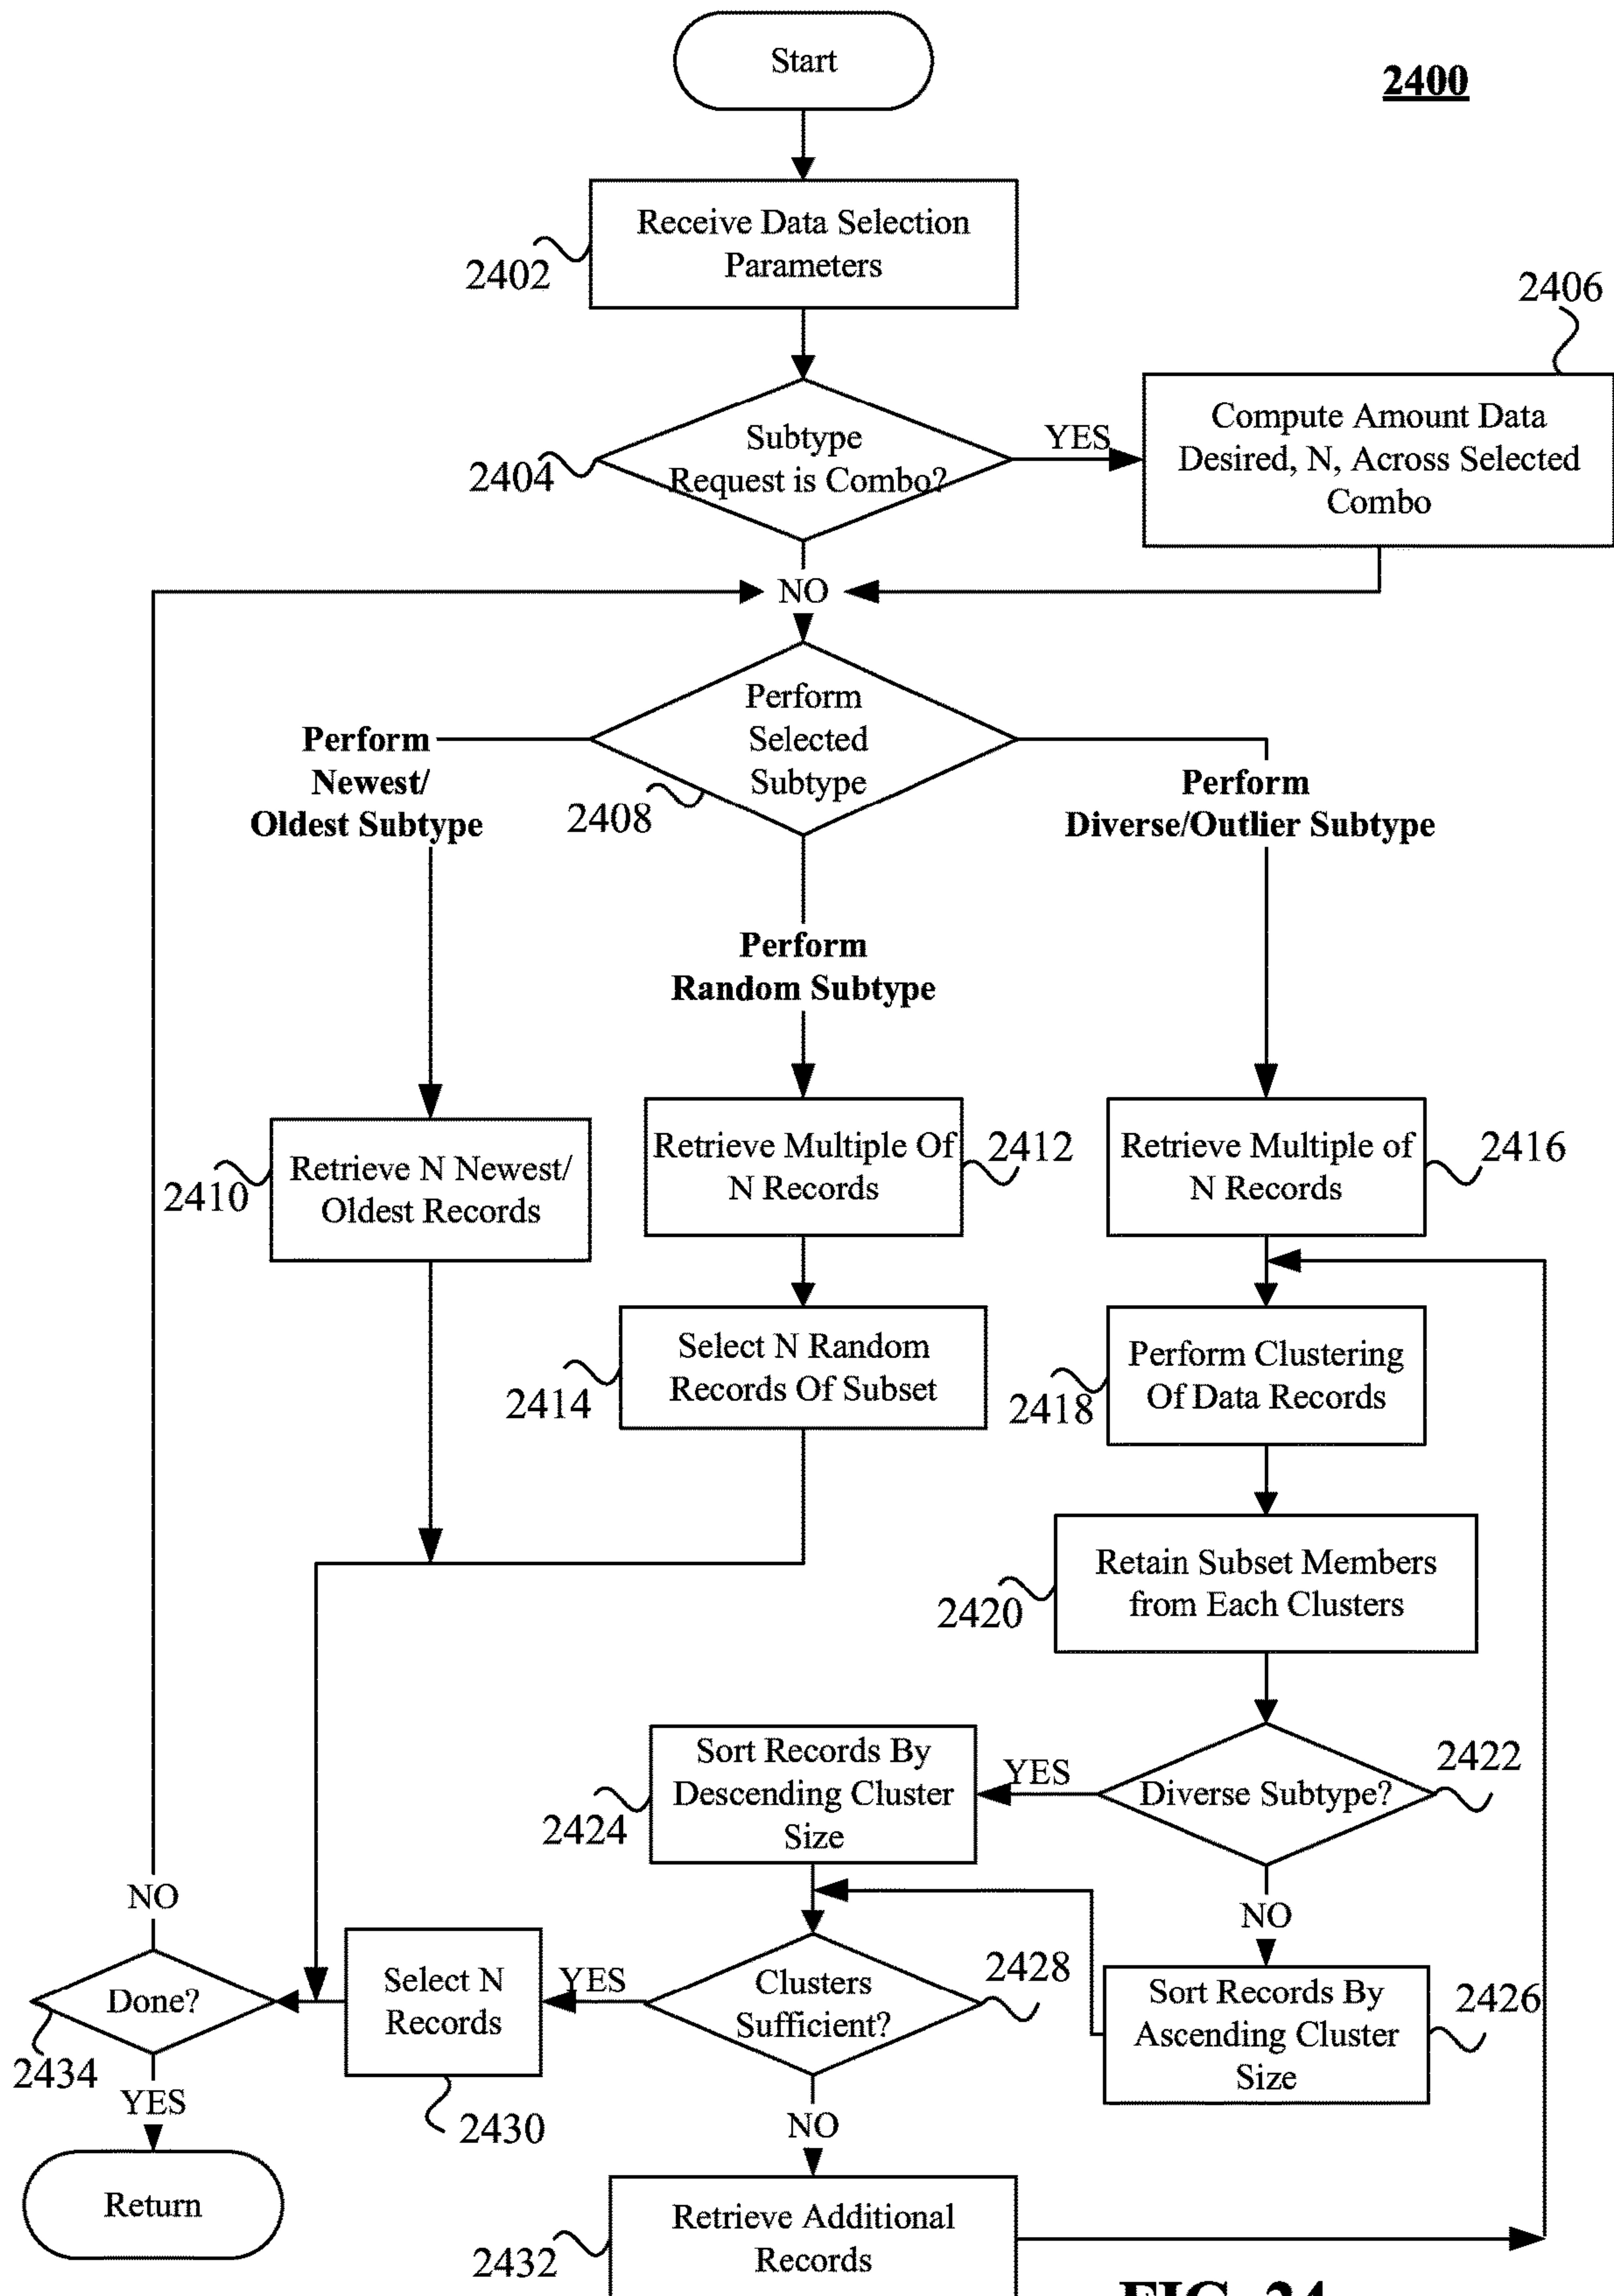 Start
2400
Receive Data Selection
Parameters
2402
2406
Subtype
Request is Combo?
2404
YES
Compute Amount Data
Desired, N, Across Selected
Combo
NO
Perform
Selected
Subtype
2408
Perform
Newest/
Oldest Subtype
Perform
Diverse/Outlier Subtype
Perform
Random Subtype
Retrieve N Newest/
Oldest Records
2410
Retrieve Multiple Of
N Records
2412
Retrieve Multiple of
N Records
2416
Select N Random
Records Of Subset
2414
Perform Clustering
Of Data Records
2418
Retain Subset Members
from Each Clusters
2420
Sort Records By
Descending Cluster
Size
2424
YES
Diverse Subtype?
2422
NO
NO
Done?
2434
Select N
Records
2430
YES
Clusters
Sufficient?
2428
Sort Records By
Ascending Cluster
Size
2426
YES
NO
Return
Retrieve Additional
Records
2432
FIG. 24